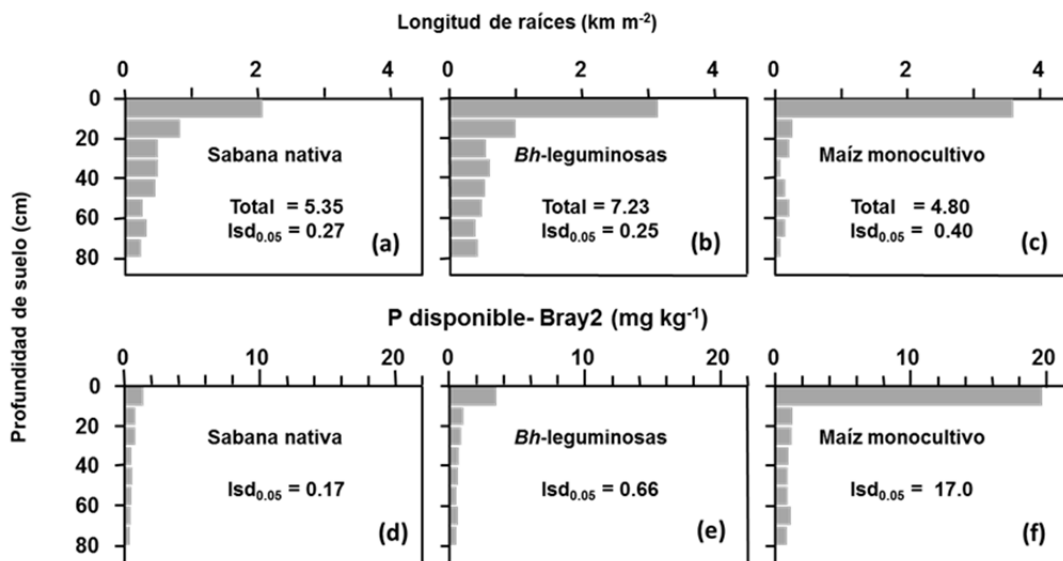 Longitud de raíces (km m-2)
0 2 4 0 2 4 0 2 4
0
20
40
60
80
Sabana nativa
Total = 5.35
lsd0.05 = 0.27
(a)
Bh-leguminosas
Total = 7.23
lsd0.05 = 0.25
(b)
Maíz monocultivo
Total = 4.80
lsd0.05 = 0.40
(c)
Profundidad de suelo (cm)
P disponible- Bray2 (mg kg-1)
0 10 20 0 10 20 0 10 20
0
20
40
60
80
Sabana nativa
lsd0.05 = 0.17
(d)
Bh-leguminosas
lsd0.05 = 0.66
(e)
Maíz monocultivo
lsd0.05 = 17.0
(f)